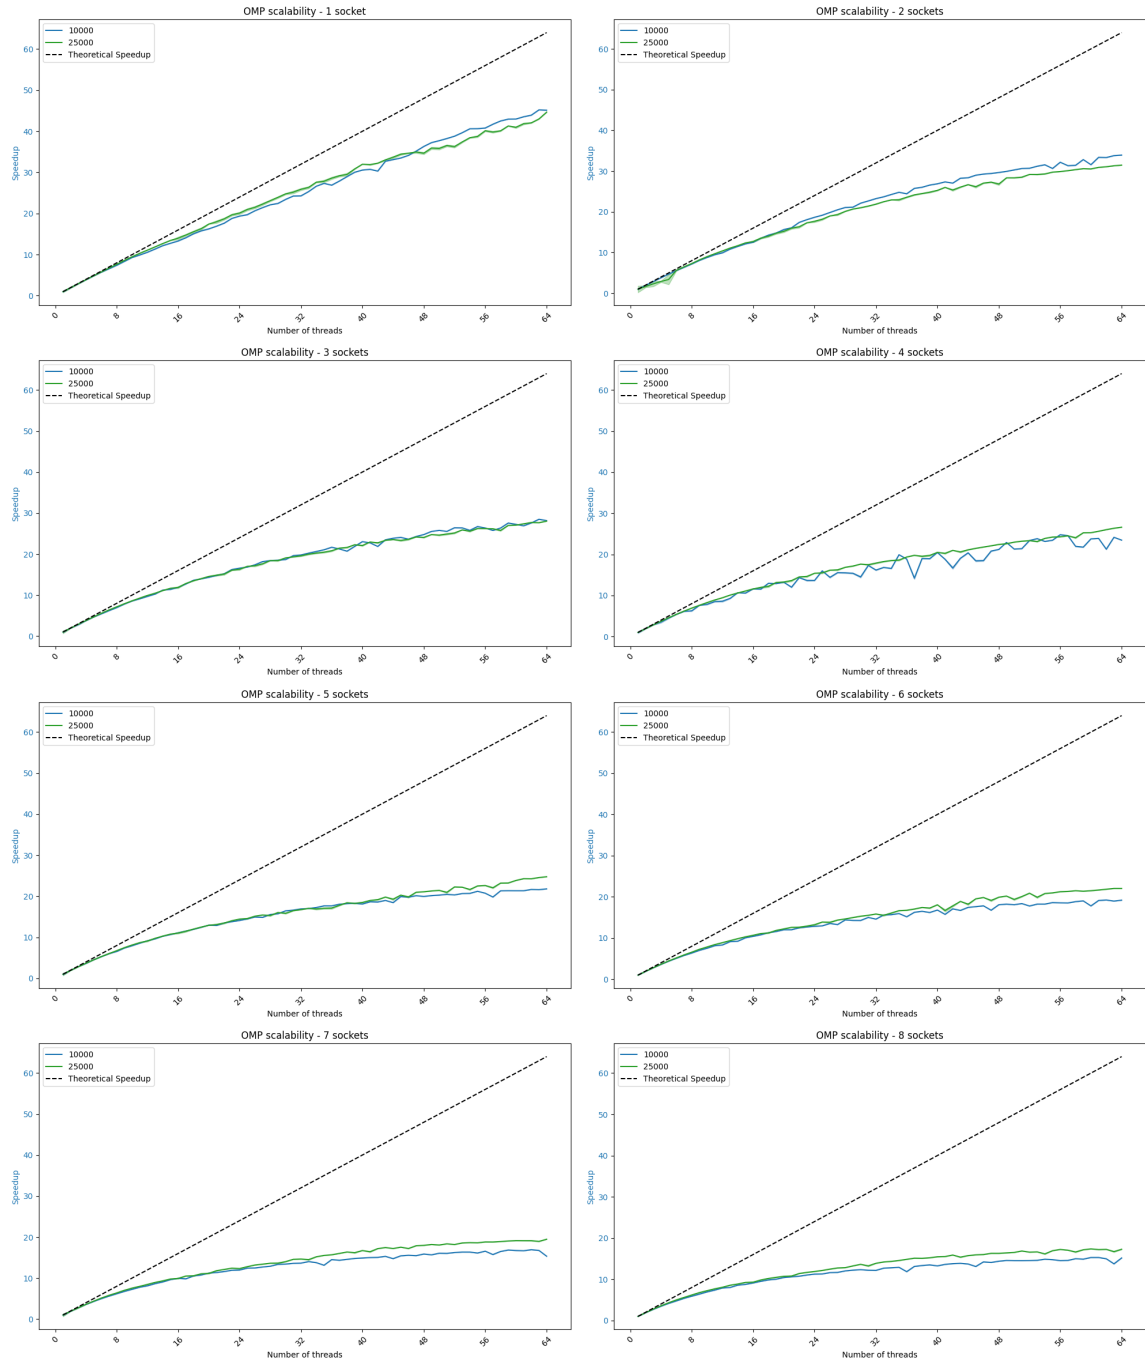 OMP scalability - 1 socket
10000
25000
Theoretical Speedup
Speedup
60
50
40
30
20
10
0
0 8 16 24 32 40 48 56 64
Number of threads
OMP scalability - 2 sockets
10000
25000
Theoretical Speedup
Speedup
60
50
40
30
20
10
0
0 8 16 24 32 40 48 56 64
Number of threads
OMP scalability - 3 sockets
10000
25000
Theoretical Speedup
Speedup
60
50
40
30
20
10
0
0 8 16 24 32 40 48 56 64
Number of threads
OMP scalability - 4 sockets
10000
25000
Theoretical Speedup
Speedup
60
50
40
30
20
10
0
0 8 16 24 32 40 48 56 64
Number of threads
OMP scalability - 5 sockets
10000
25000
Theoretical Speedup
Speedup
60
50
40
30
20
10
0
0 8 16 24 32 40 48 56 64
Number of threads
OMP scalability - 6 sockets
10000
25000
Theoretical Speedup
Speedup
60
50
40
30
20
10
0
0 8 16 24 32 40 48 56 64
Number of threads
OMP scalability - 7 sockets
10000
25000
Theoretical Speedup
Speedup
60
50
40
30
20
10
0
0 8 16 24 32 40 48 56 64
Number of threads
OMP scalability - 8 sockets
10000
25000
Theoretical Speedup
Speedup
60
50
40
30
20
10
0
0 8 16 24 32 40 48 56 64
Number of threads